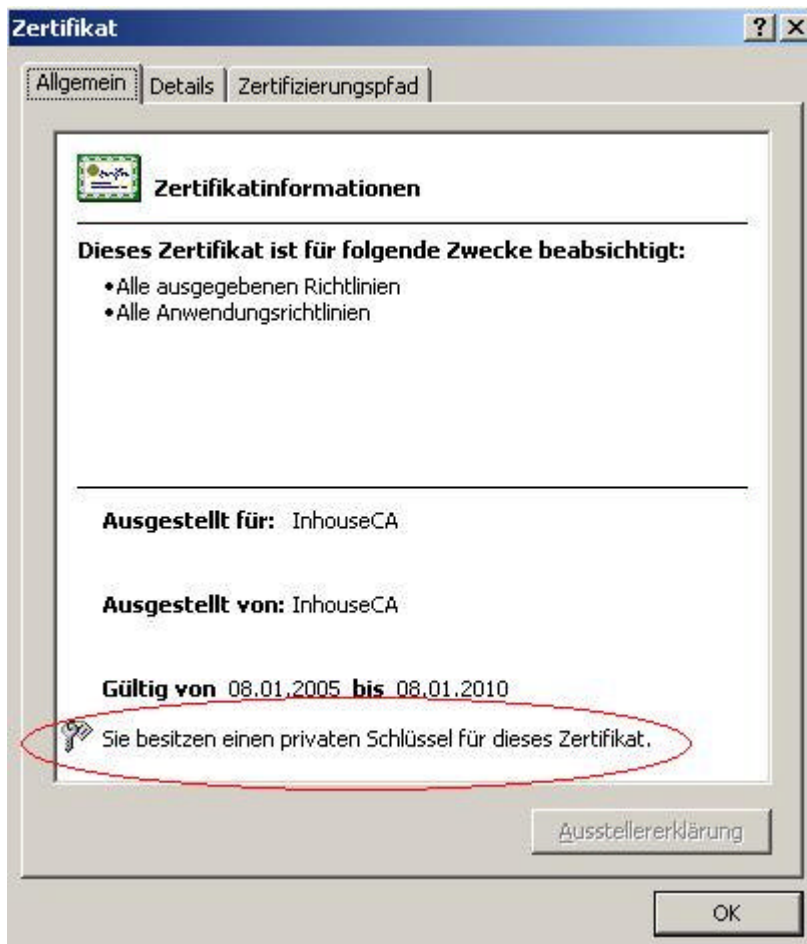 Zertifikat
Allgemein Details Zertifizierungspfad
Zertifikatinformationen
Dieses Zertifikat ist für folgende Zwecke beabsichtigt:
•Alle ausgegebenen Richtlinien
•Alle Anwendungsrichtlinien
Ausgestellt für: InhouseCA
Ausgestellt von: InhouseCA
Gültig von 08.01.2005 bis 08.01.2010
Sie besitzen einen privaten Schlüssel für dieses Zertifikat.
Ausstellererklärung
OK